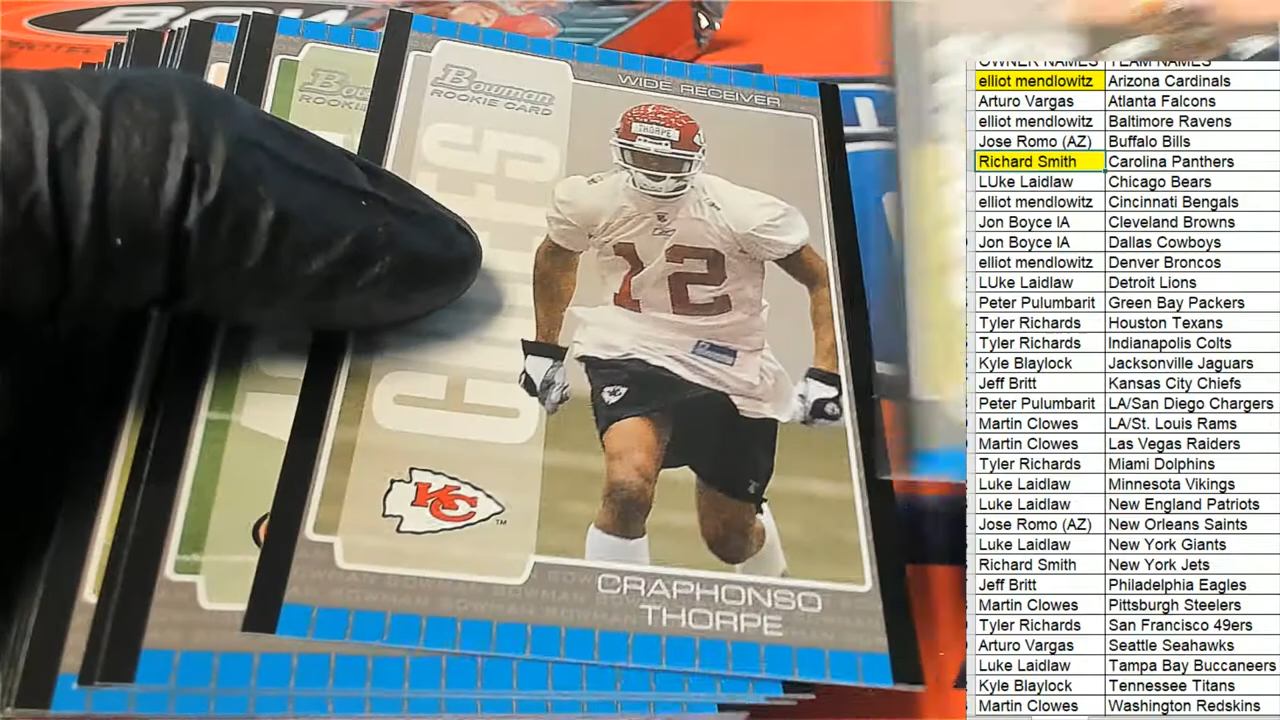 BOW
Bowman
ROOKIE
Bowman
ROOKIE CARD
WIDE RECEIVER
CHIEFS
THORPE
12
KC
TM
CRAPHONSO
THORPE
OWNER NAMES TEAM NAMES
elliot mendlowitz Arizona Cardinals
Arturo Vargas Atlanta Falcons
elliot mendlowitz Baltimore Ravens
Jose Romo (AZ) Buffalo Bills
Richard Smith Carolina Panthers
LUke Laidlaw Chicago Bears
elliot mendlowitz Cincinnati Bengals
Jon Boyce IA Cleveland Browns
Jon Boyce IA Dallas Cowboys
elliot mendlowitz Denver Broncos
LUke Laidlaw Detroit Lions
Peter Pulumbarit Green Bay Packers
Tyler Richards Houston Texans
Tyler Richards Indianapolis Colts
Kyle Blaylock Jacksonville Jaguars
Jeff Britt Kansas City Chiefs
Peter Pulumbarit LA/San Diego Chargers
Martin Clowes LA/St. Louis Rams
Martin Clowes Las Vegas Raiders
Tyler Richards Miami Dolphins
Luke Laidlaw Minnesota Vikings
Luke Laidlaw New England Patriots
Jose Romo (AZ) New Orleans Saints
Luke Laidlaw New York Giants
Richard Smith New York Jets
Jeff Britt Philadelphia Eagles
Martin Clowes Pittsburgh Steelers
Tyler Richards San Francisco 49ers
Arturo Vargas Seattle Seahawks
Luke Laidlaw Tampa Bay Buccaneers
Kyle Blaylock Tennessee Titans
Martin Clowes Washington Redskins